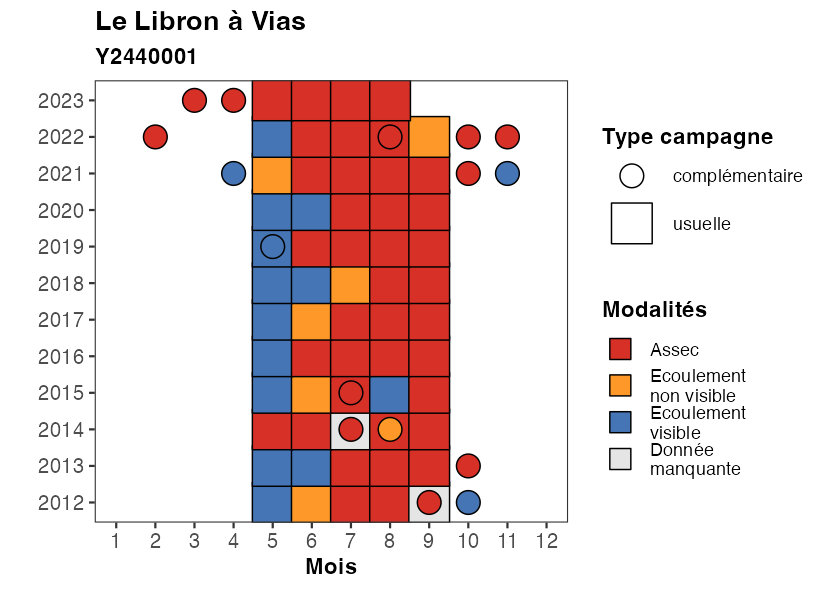 Le Libron à Vias
Y2440001
2023
2022
2021
2020
2019
2018
2017
2016
2015
2014
2013
2012
1 2 3 4 5 6 7 8 9 10 11 12
Mois
Type campagne
complémentaire
usuelle
Modalités
Assec
Ecoulement
non visible
Ecoulement
visible
Donnée
manquante